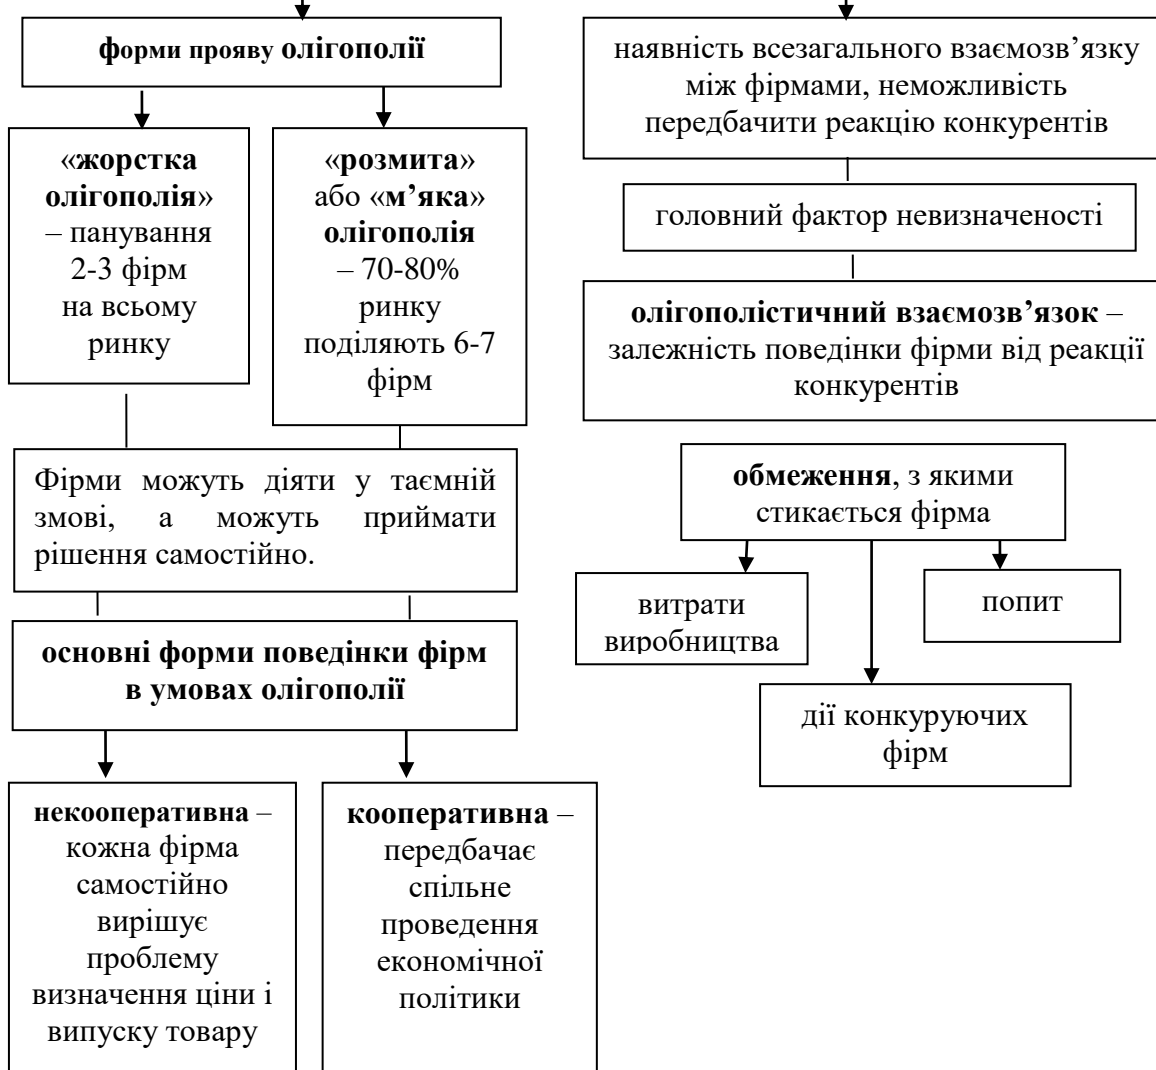 форми прояву олігополії
«жорстка
олігополія»
– панування
2-3 фірм
на всьому
ринку
«розмита»
або «м’яка»
олігополія
– 70-80%
ринку
поділяють 6-7
фірм
Фірми можуть діяти у таємній
змові, а можуть приймати
рішення самостійно.
основні форми поведінки фірм
в умовах олігополії
некооперативна –
кожна фірма
самостійно
вирішує
проблему
визначення ціни і
випуску товару
кооперативна –
передбачає
спільне
проведення
економічної
політики
наявність всезагального взаємозв’язку
між фірмами, неможливість
передбачити реакцію конкурентів
головний фактор невизначеності
олігополістичний взаємозв’язок –
залежність поведінки фірми від реакції
конкурентів
обмеження, з якими
стикається фірма
витрати
виробництва
попит
дії конкуруючих
фірм